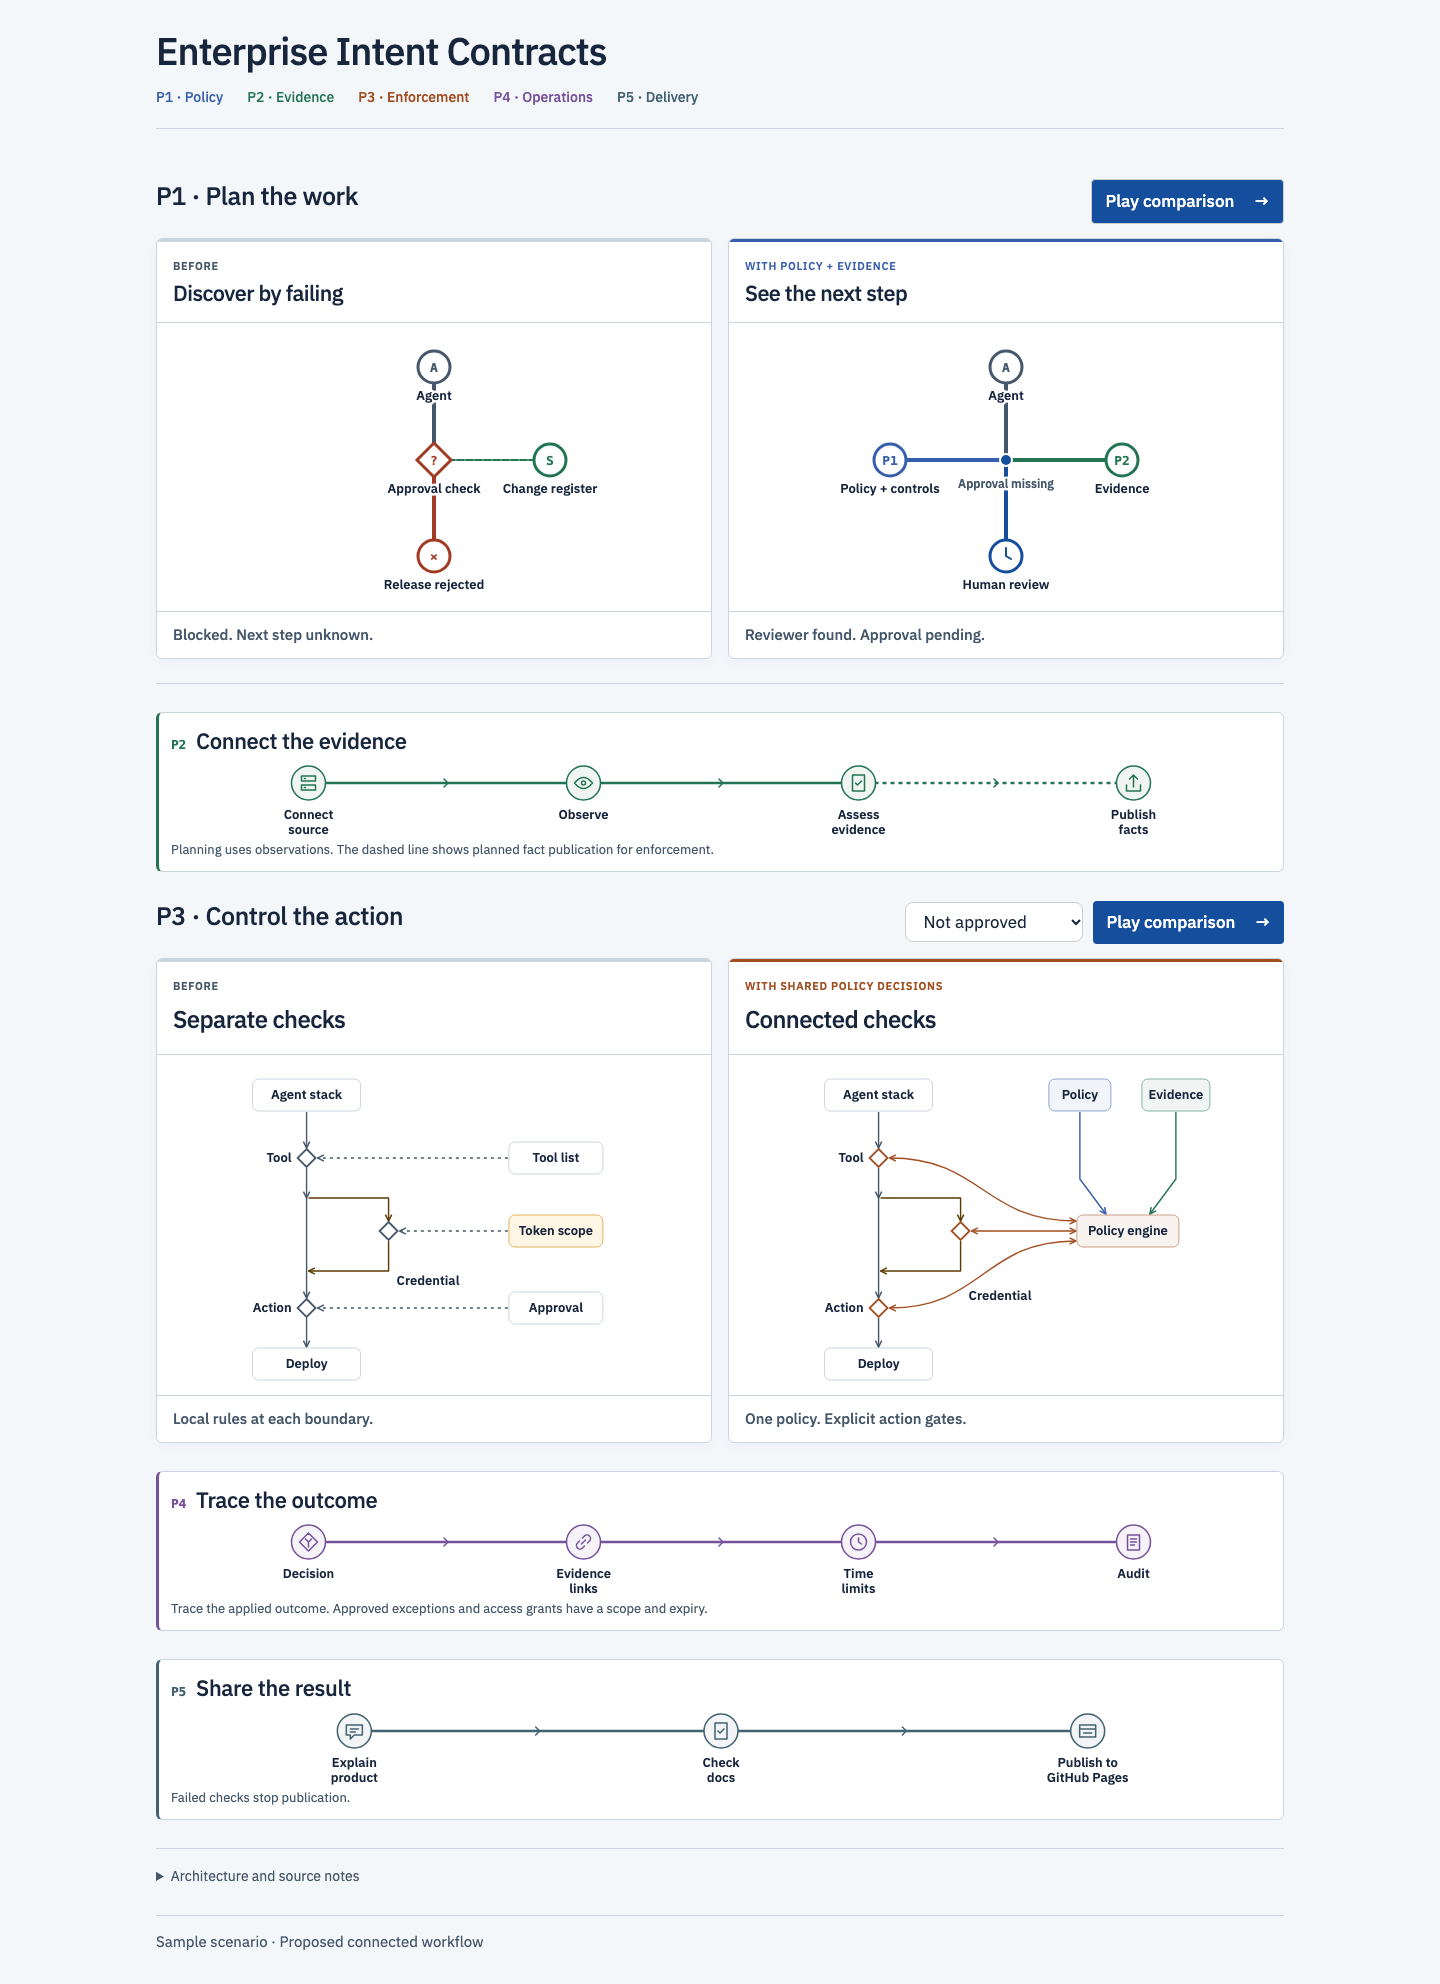 Enterprise Intent Contracts
P1 · Policy P2 · Evidence P3 · Enforcement P4 · Operations P5 · Delivery
P1 · Plan the work
Play comparison →
BEFORE
Discover by failing
A
Agent
?
S
Approval check
Change register
×
Release rejected
Blocked. Next step unknown.
WITH POLICY + EVIDENCE
See the next step
A
Agent
P1
P2
Policy + controls
Approval missing
Evidence
Human review
Reviewer found. Approval pending.
P2 Connect the evidence
Connect
source
Observe
Assess
evidence
Publish
facts
Planning uses observations. The dashed line shows planned fact publication for enforcement.
P3 · Control the action
Not approved
Play comparison →
BEFORE
Separate checks
Agent stack
Tool
Tool list
Token scope
Credential
Action
Approval
Deploy
Local rules at each boundary.
WITH SHARED POLICY DECISIONS
Connected checks
Agent stack
Policy
Evidence
Tool
Policy engine
Credential
Action
Deploy
One policy. Explicit action gates.
P4 Trace the outcome
Decision
Evidence
links
Time
limits
Audit
Trace the applied outcome. Approved exceptions and access grants have a scope and expiry.
P5 Share the result
Explain
product
Check
docs
Publish to
GitHub Pages
Failed checks stop publication.
Architecture and source notes
Sample scenario · Proposed connected workflow